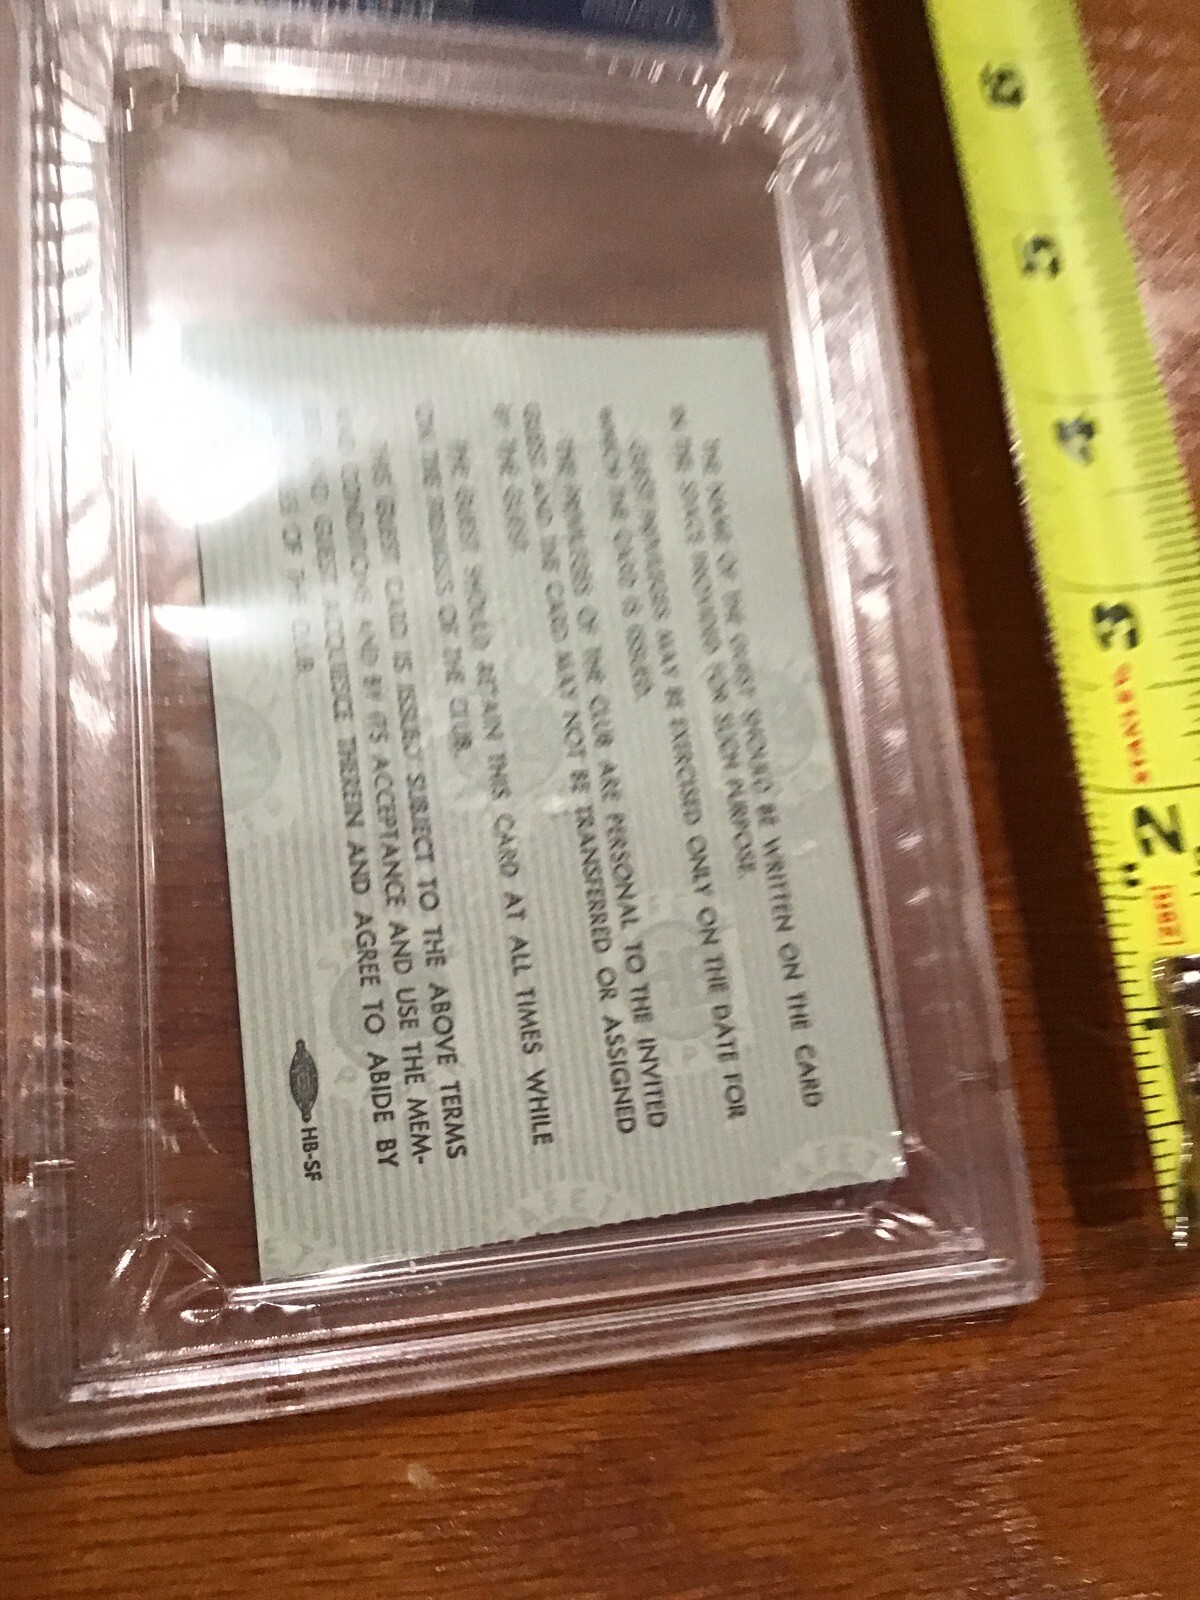 THE NAME OF THE GUEST SHOULD BE WRITTEN ON THE CARD
IN THE SPACE PROVIDED FOR SUCH PURPOSE.
GUEST PRIVILEGES MAY BE EXERCISED ONLY ON THE DATE FOR
WHICH THE CARD IS ISSUED.
THE PRIVILEGES OF THE CLUB ARE PERSONAL TO THE INVITED
GUEST AND THE CARD MAY NOT BE TRANSFERRED OR ASSIGNED
BY THE GUEST.
THE GUEST SHOULD RETAIN THIS CARD AT ALL TIMES WHILE
ON THE PREMISES OF THE CLUB.
THIS GUEST CARD IS ISSUED SUBJECT TO THE ABOVE TERMS
AND CONDITIONS AND BY ITS ACCEPTANCE AND USE THE MEM-
AND GUEST ACQUIESCE THEREIN AND AGREE TO ABIDE BY
OF THE CLUB.
HB-SF
6
5
4
3
2